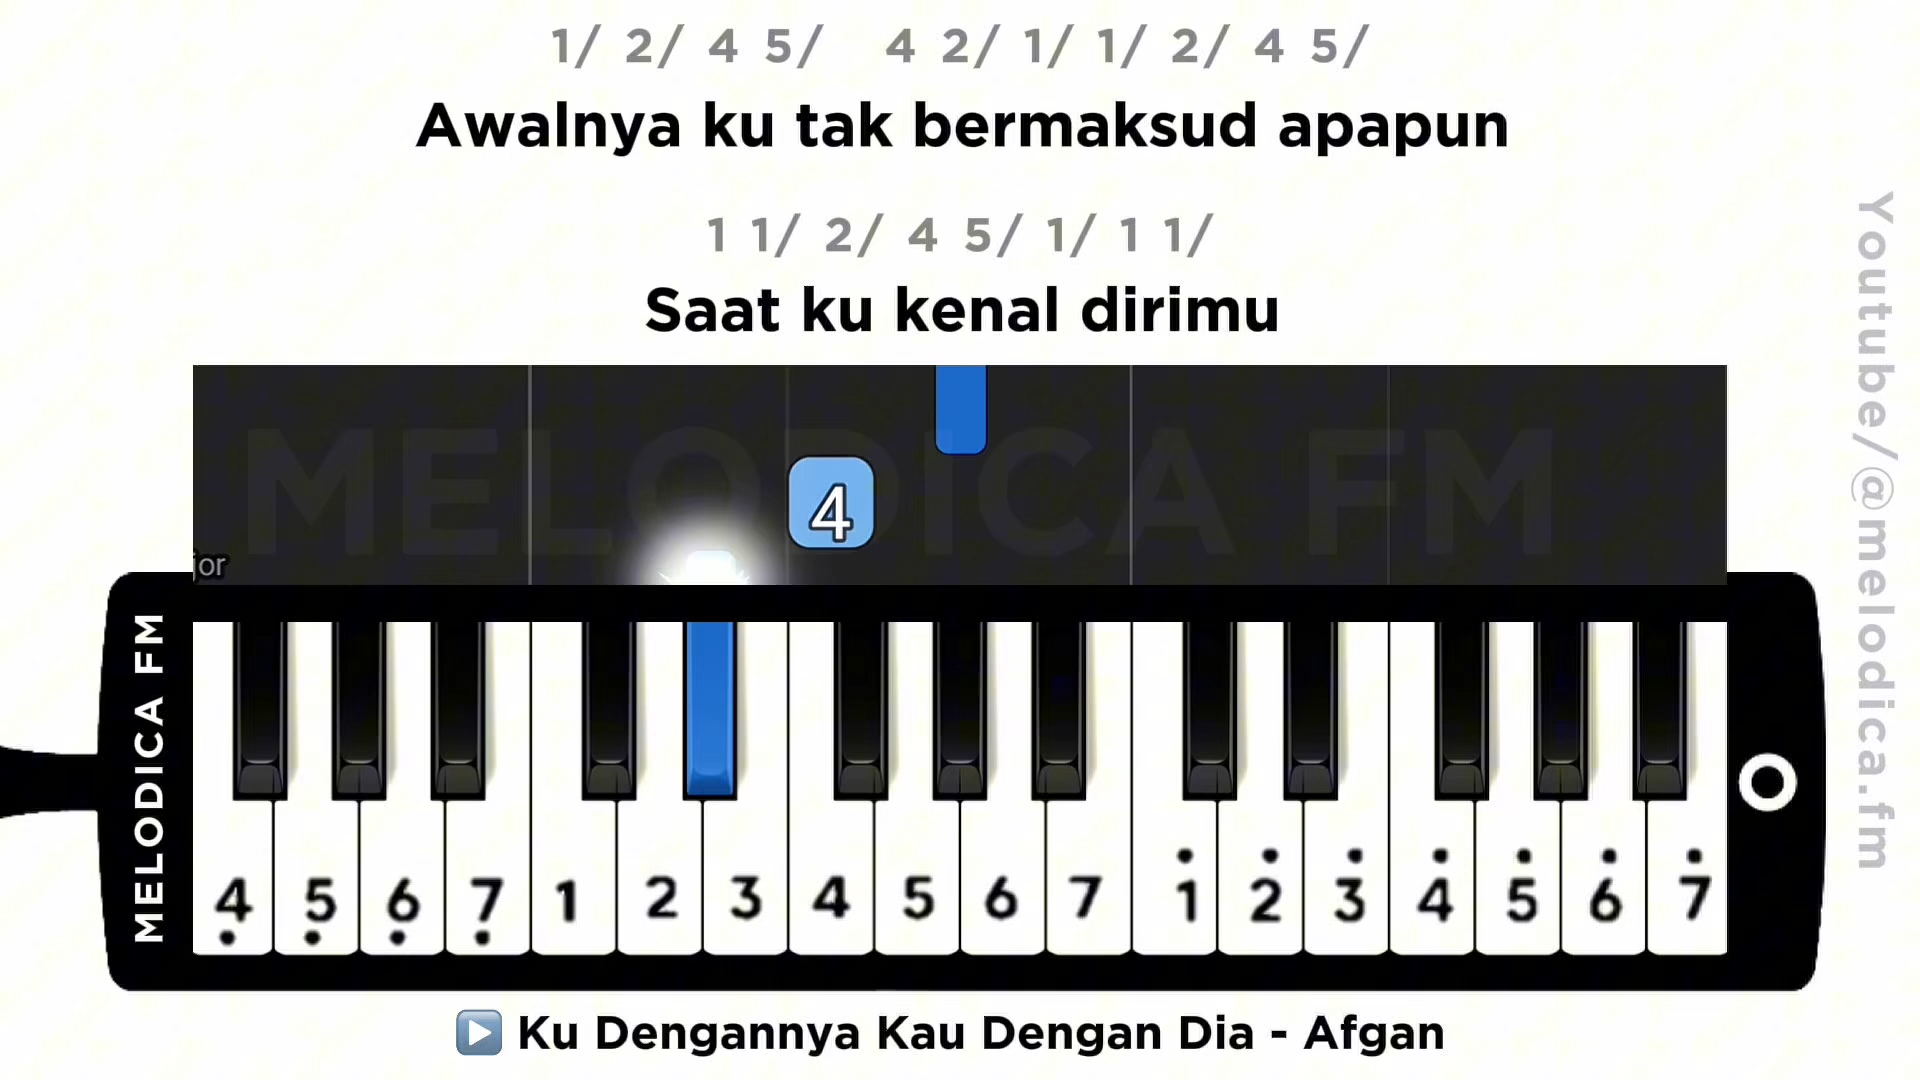 1/ 2/ 4 5/ 4 2/ 1/ 1/ 2/ 4 5/
Awalnya ku tak bermaksud apapun
1 1/ 2/ 4 5/ 1/ 1 1/
Saat ku kenal dirimu
MELODICA FM
4
jor
MELODICA FM
4 5 6 7 1 2 3 4 5 6 7 1 2 3 4 5 6 7
Ku Dengannya Kau Dengan Dia - Afgan
Youtube/@melodica.fm